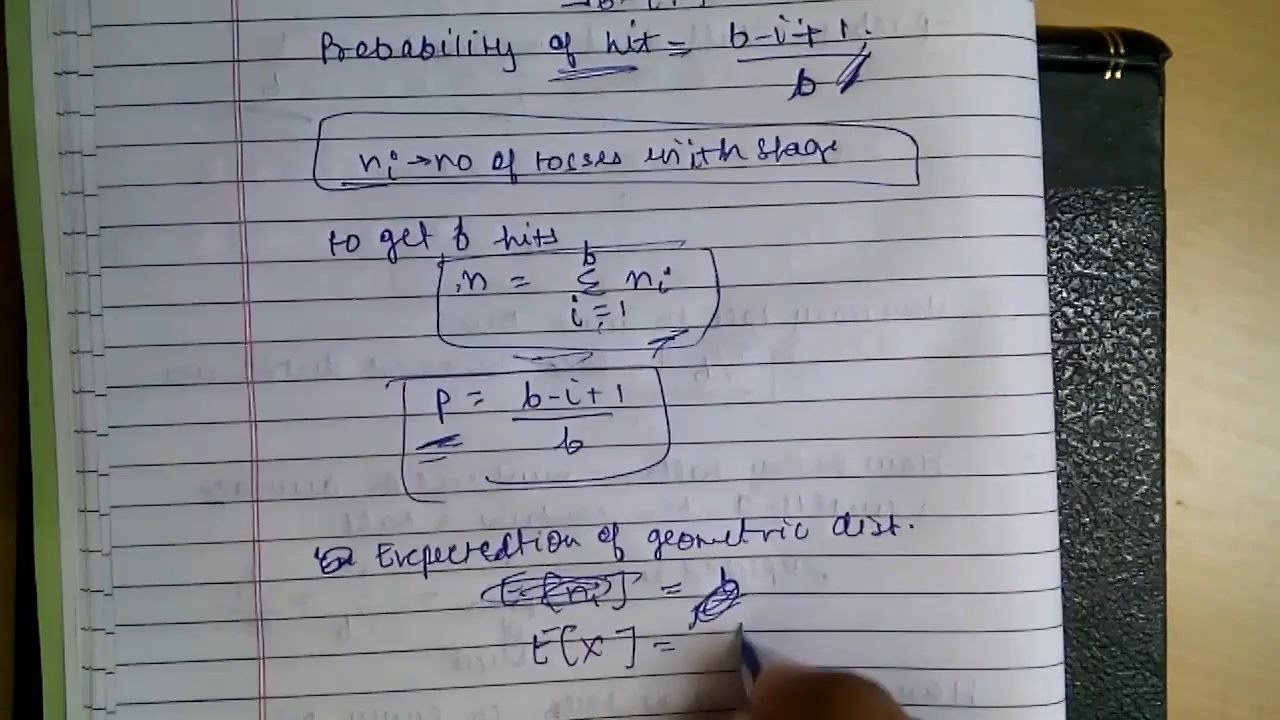 Probability of hit = b-i+1 / b
ni → no of tosses in ith stage
to get b hits
n = b Σ i=1 ni
P = b-i+1 / b
Expectation of geometric dist.
E[ni] = b
E[x] =